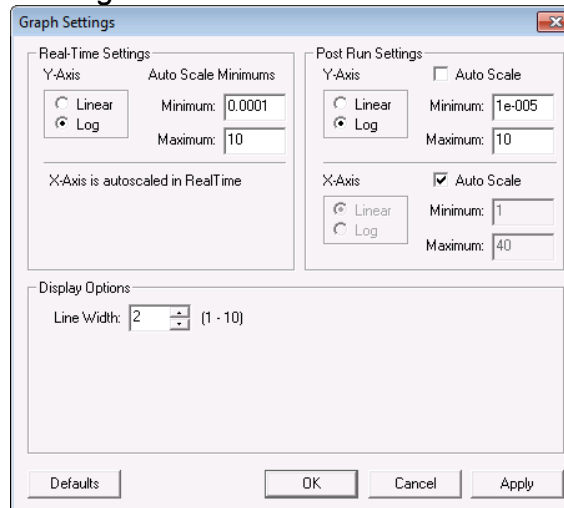 Graph Settings
Real-Time Settings
Y-Axis Auto Scale Minimums
Linear Minimum: 0.0001
Log
Maximum: 10
X-Axis is autoscaled in RealTime
Post Run Settings
Y-Axis Auto Scale
Linear Minimum: 1e-005
Log
Maximum: 10
X-Axis Auto Scale
Linear Minimum: 1
Log
Maximum: 40
Display Options
Line Width: 2 (1 - 10)
Defaults OK Cancel Apply